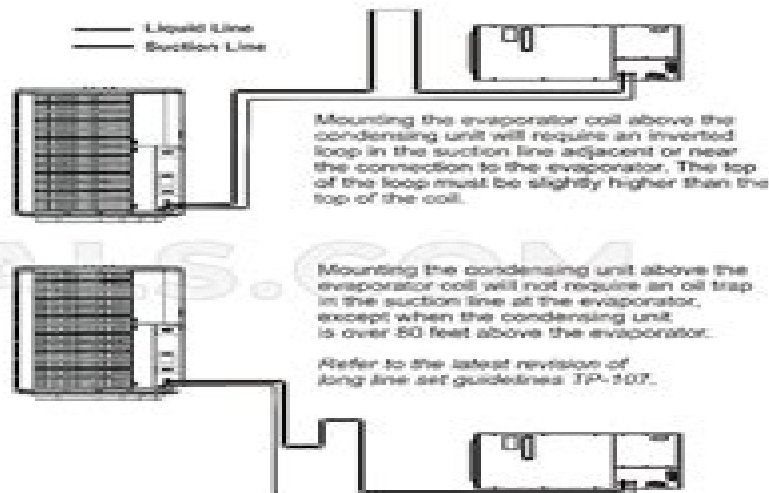 Liquid Line
Suction Line
Mounting the evaporator coil above the
condensing unit will require an inverted
loop in the suction line adjacent or near
the connection to the evaporator. The top
of the loop must be slightly higher than the
top of the coil.
ALS.COM
Mounting the condensing unit above the
evaporator coil will not require an oil trap
in the suction line at the evaporator,
except when the condensing unit
is over 60 feet above the evaporator.
Refer to the latest revision of
long line set guidelines TP-107.